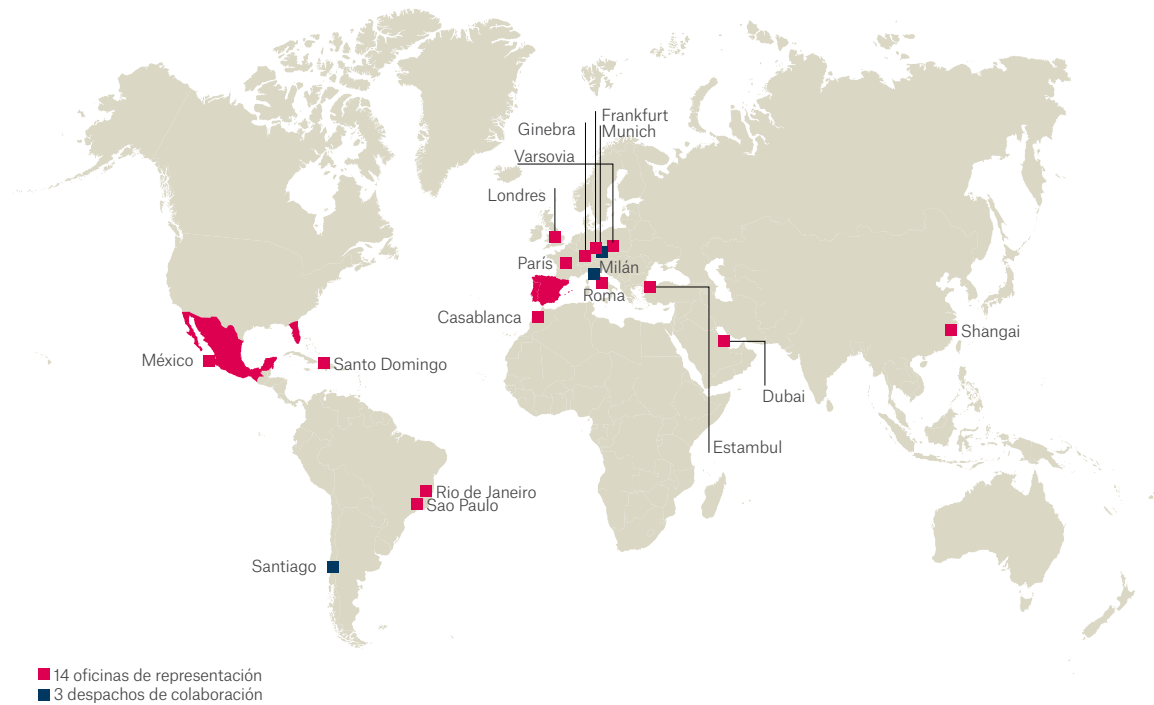 Frankfurt
Ginebra
Munich
Varsovia
Londres
París
Milán
Roma
Casablanca
Shangai
México
Santo Domingo
Dubai
Estambul
Rio de Janeiro
Sao Paulo
Santiago
14 oficinas de representación
3 despachos de colaboración